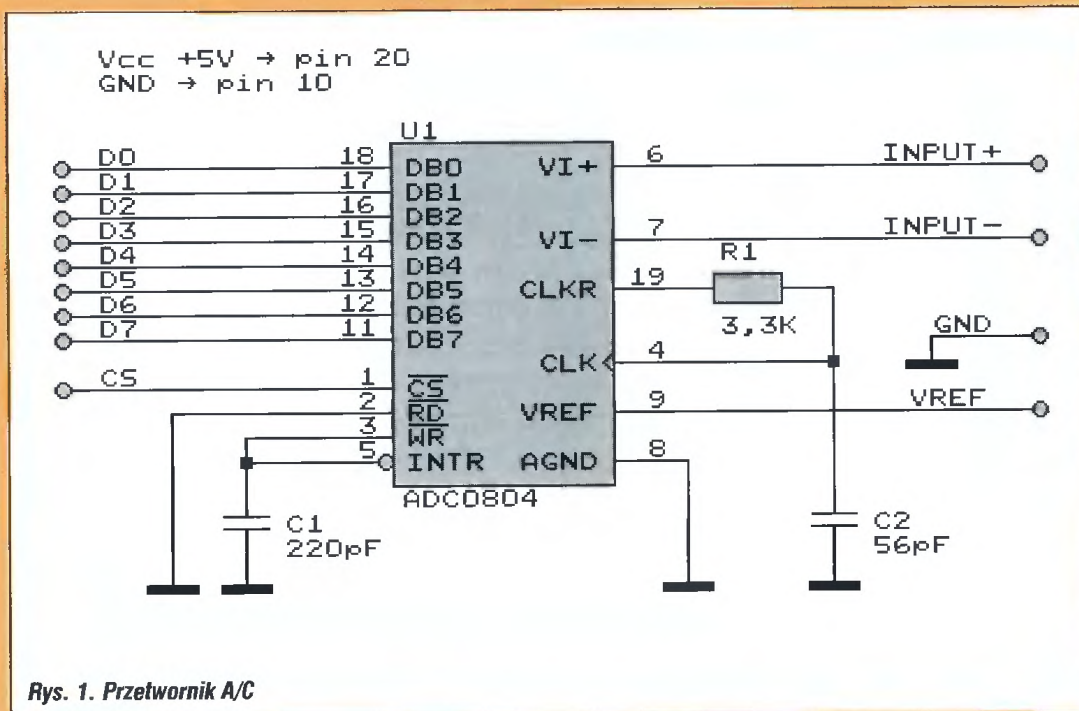 Vcc +5V → pin 20
GND → pin 10
U1
D0 18 DB0 VI+ 6 INPUT+
D1 17 DB1
D2 16 DB2
D3 15 DB3 VI- 7 INPUT-
D4 14 DB4 R1
D5 13 DB5 CLKR 19
D6 12 DB6 3,3K
D7 11 DB7 GND
CLK 4
CS 1 CS
2 RD VREF 9 VREF
3 WR
5 INTR AGND 8
ADC0804
C1
220pF
C2
56pF
Rys. 1. Przetwornik A/C